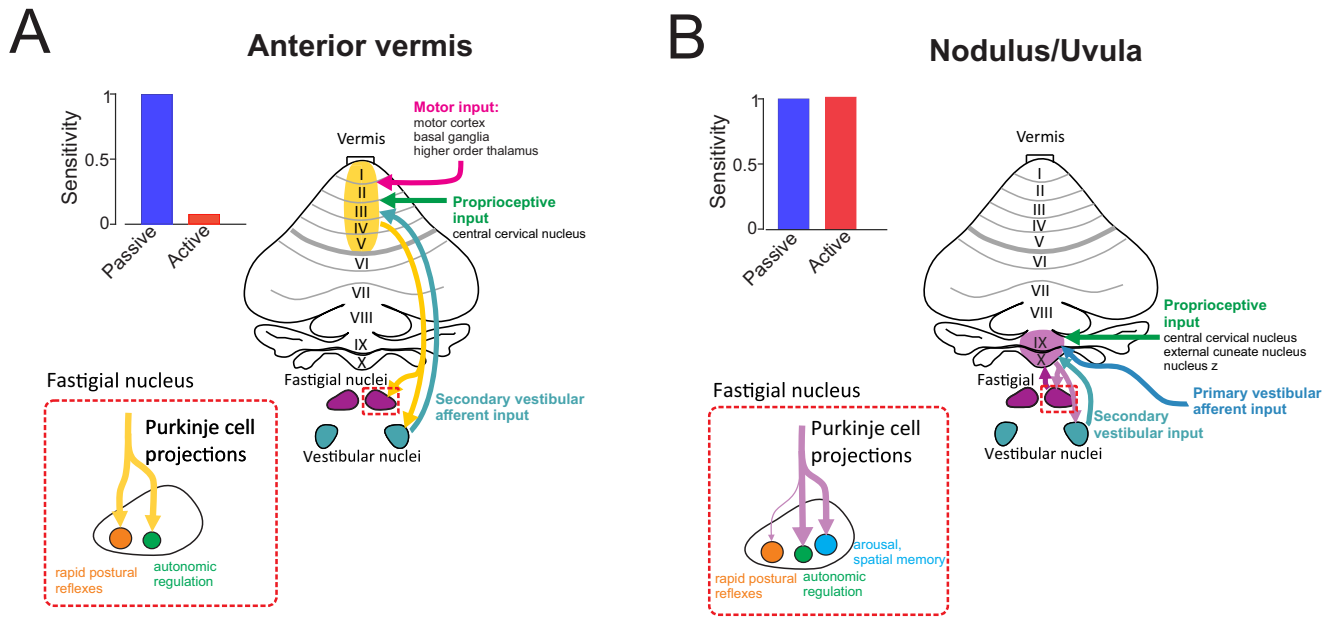 A
Anterior vermis
Sensitivity
1
0.5
0
Passive
Active
Motor input:
motor cortex
basal ganglia
higher order thalamus
Vermis
I
II
III
IV
V
VI
VII
VIII
IX
X
Proprioceptive
input
central cervical nucleus
Fastigial nuclei
Secondary vestibular
afferent input
Vestibular nuclei
Fastigial nucleus
Purkinje cell
projections
rapid postural
reflexes
autonomic
regulation
B
Nodulus/Uvula
Sensitivity
1
0.5
0
Passive
Active
Vermis
I
II
III
IV
V
VI
VII
VIII
IX
X
Proprioceptive
input
central cervical nucleus
external cuneate nucleus
nucleus z
Fastigial
Primary vestibular
afferent input
Secondary
vestibular input
Vestibular nuclei
Fastigial nucleus
Purkinje cell
projections
arousal,
spatial memory
rapid postural
reflexes
autonomic
regulation